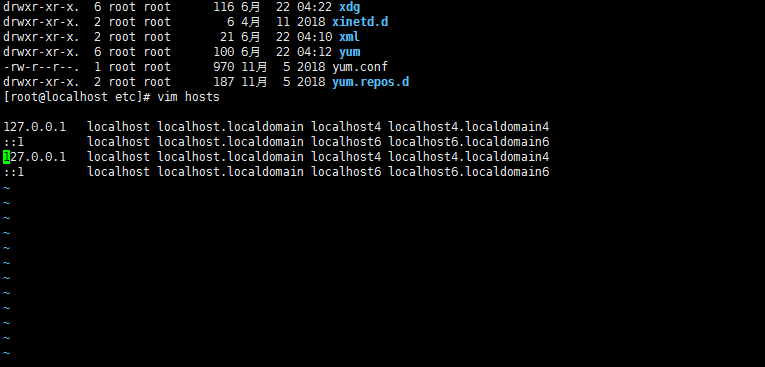 drwxr-xr-x. 6 root root 116 6月 22 04:22 xdg
drwxr-xr-x. 2 root root 6 4月 11 2018 xinetd.d
drwxr-xr-x. 2 root root 21 6月 22 04:10 xml
drwxr-xr-x. 6 root root 100 6月 22 04:12 yum
-rw-r--r--. 1 root root 970 11月 5 2018 yum.conf
drwxr-xr-x. 2 root root 187 11月 5 2018 yum.repos.d
[root@localhost etc]# vim hosts
127.0.0.1 localhost localhost.localdomain localhost4 localhost4.localdomain4
::1 localhost localhost.localdomain localhost6 localhost6.localdomain6
127.0.0.1 localhost localhost.localdomain localhost4 localhost4.localdomain4
::1 localhost localhost.localdomain localhost6 localhost6.localdomain6
~
~
~
~
~
~
~
~
~
~
~
~